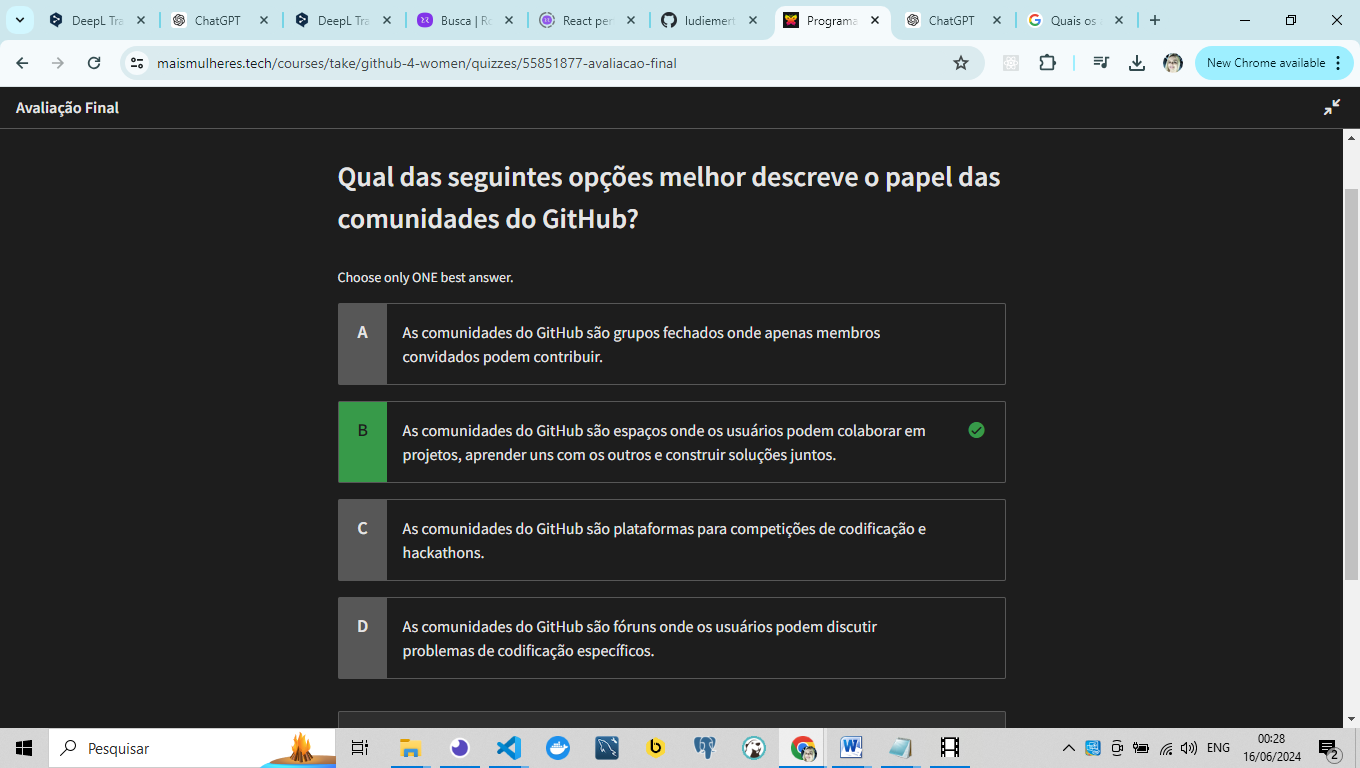 DeepL Tra
ChatGPT
DeepL Tra
Busca | Ro
React per
ludiemert
Programa
ChatGPT
Quais os
maismulheres.tech/courses/take/github-4-women/quizzes/55851877-avaliacao-final
New Chrome available
Avaliação Final
Qual das seguintes opções melhor descreve o papel das
comunidades do GitHub?
Choose only ONE best answer.
A
As comunidades do GitHub são grupos fechados onde apenas membros
convidados podem contribuir.
B
As comunidades do GitHub são espaços onde os usuários podem colaborar em
projetos, aprender uns com os outros e construir soluções juntos.
C
As comunidades do GitHub são plataformas para competições de codificação e
hackathons.
D
As comunidades do GitHub são fóruns onde os usuários podem discutir
problemas de codificação específicos.
Pesquisar
ENG
00:28
16/06/2024
2